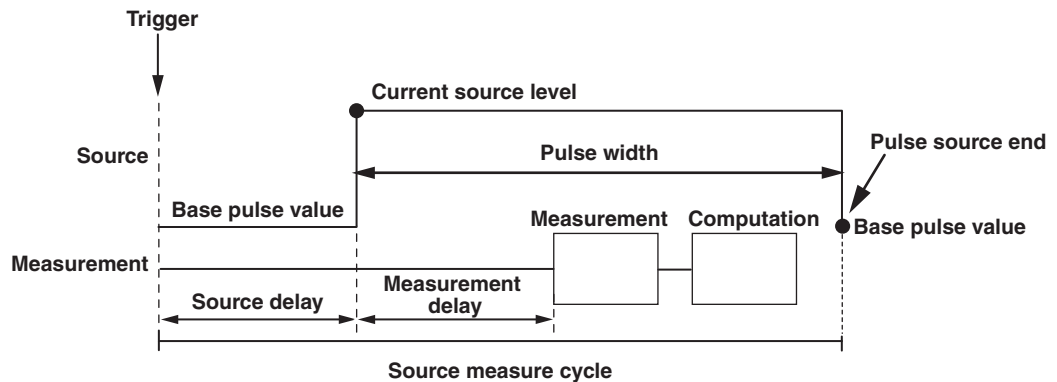 Trigger
Current source level
Source
Pulse width
Pulse source end
Base pulse value
Measurement
Computation
Base pulse value
Measurement
Source delay
Measurement
delay
Source measure cycle